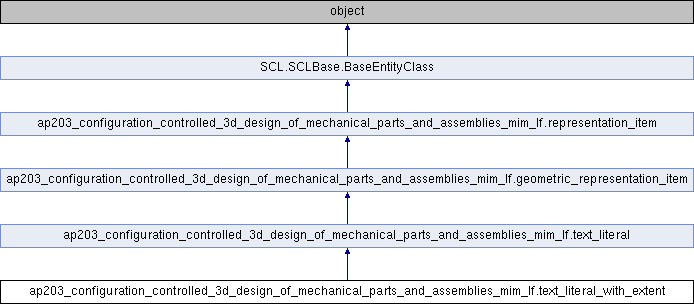 object
SCL.SCLBase.BaseEntityClass
ap203_configuration_controlled_3d_design_of_mechanical_parts_and_assemblies_mim_lf.representation_item
ap203_configuration_controlled_3d_design_of_mechanical_parts_and_assemblies_mim_lf.geometric_representation_item
ap203_configuration_controlled_3d_design_of_mechanical_parts_and_assemblies_mim_lf.text_literal
ap203_configuration_controlled_3d_design_of_mechanical_parts_and_assemblies_mim_lf.text_literal_with_extent